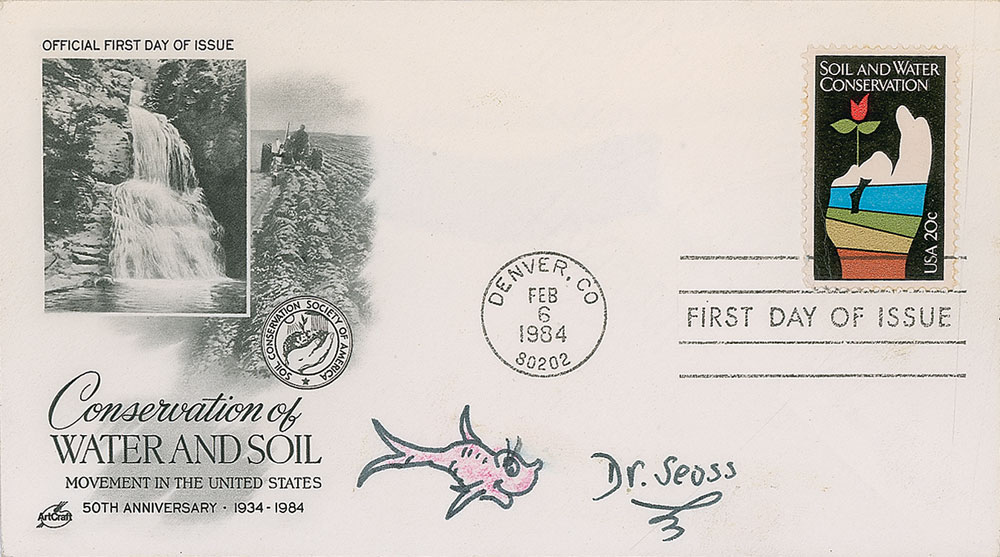 OFFICIAL FIRST DAY OF ISSUE
SOIL AND WATER
CONSERVATION
USA 20c
DENVER, CO
FEB
6
1984
80202
FIRST DAY OF ISSUE
SOIL CONSERVATION SOCIETY OF AMERICA
Conservation of
WATER AND SOIL
MOVEMENT IN THE UNITED STATES
50TH ANNIVERSARY · 1934-1984
ArtCraft
Dr. Seuss